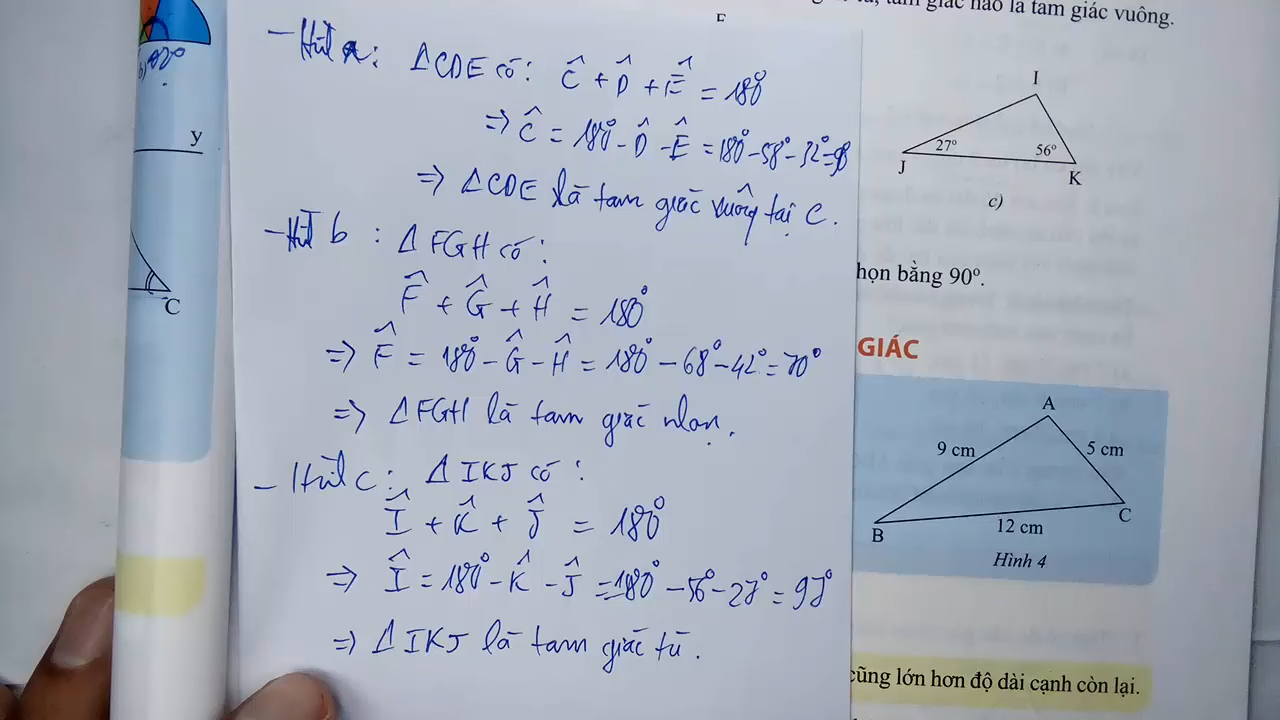 tam giác nào là tam giác vuông.
y
C
- Hình a: ΔCDE có: Ĉ + D̂ + Ê = 180°
=> Ĉ = 180° - D̂ - Ê = 180° - 58° - 32° = 90
=> ΔCDE là tam giác vuông tại C.
- Hình b : Δ FGH có:
F̂ + Ĝ + Ĥ = 180°
=> F̂ = 180° - Ĝ - Ĥ = 180° - 68° - 42° = 70°
=> ΔFGH là tam giác nhọn.
- Hình c: Δ IKJ có:
Î + K̂ + Ĵ = 180°
=> Î = 180° - K̂ - Ĵ = 180° - 56° - 27° = 97°
=> Δ IKJ là tam giác tù.
I
27°
56°
J
K
c)
họn bằng 90°.
GIÁC
A
9 cm
5 cm
B
12 cm
C
Hình 4
cũng lớn hơn độ dài cạnh còn lại.